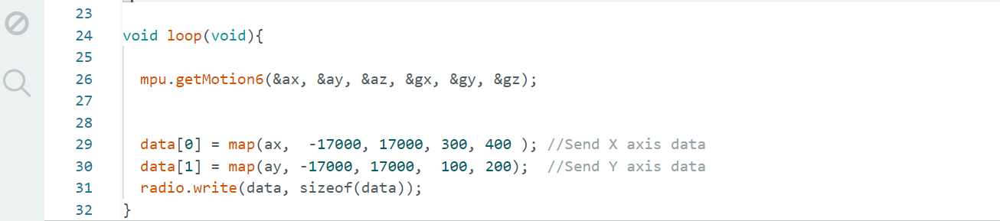 23
24 void loop(void){
25
26 mpu.getMotion6(&ax, &ay, &az, &gx, &gy, &gz);
27
28
29 data[0] = map(ax,  -17000, 17000, 300, 400 ); //Send X axis data
30 data[1] = map(ay, -17000, 17000,  100, 200);  //Send Y axis data
31 radio.write(data, sizeof(data));
32 }